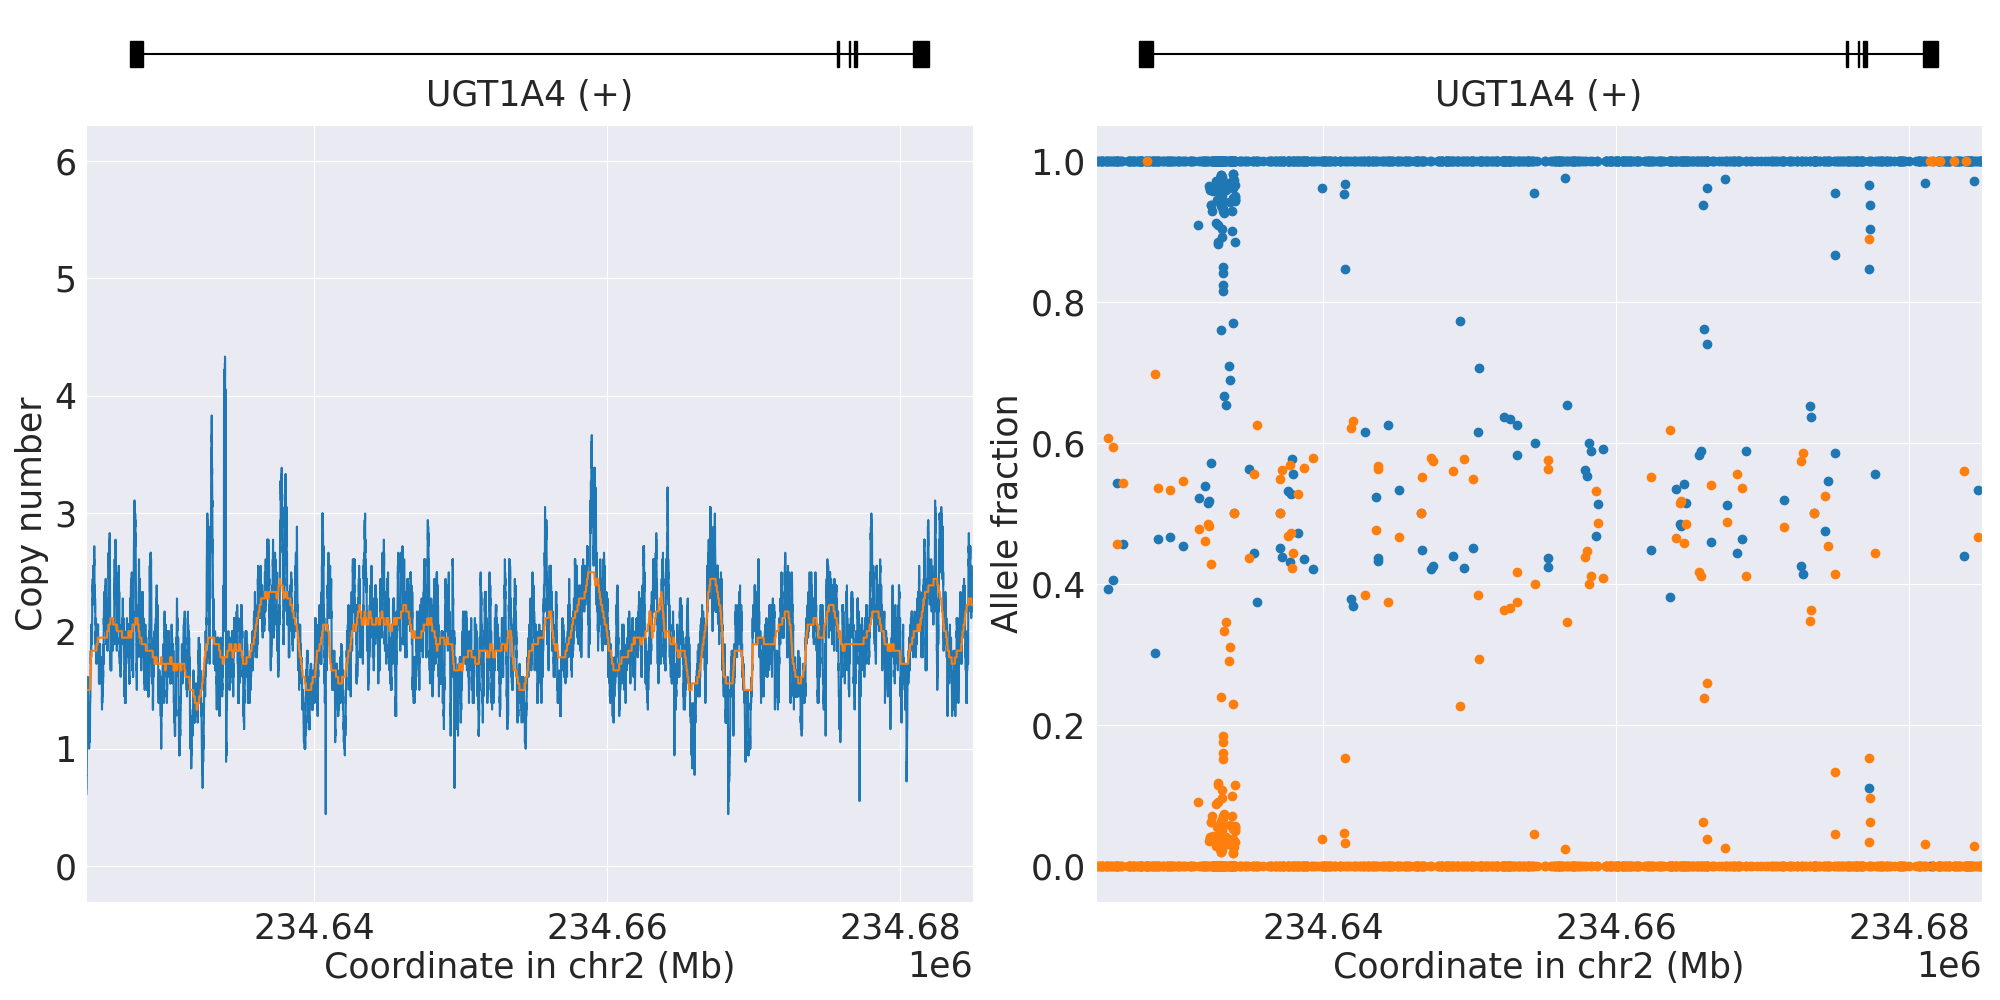 UGT1A4 (+)
Copy number
6
5
4
3
2
1
0
234.64
234.66
234.68
1e6
Coordinate in chr2 (Mb)
UGT1A4 (+)
Allele fraction
1.0
0.8
0.6
0.4
0.2
0.0
234.64
234.66
234.68
1e6
Coordinate in chr2 (Mb)